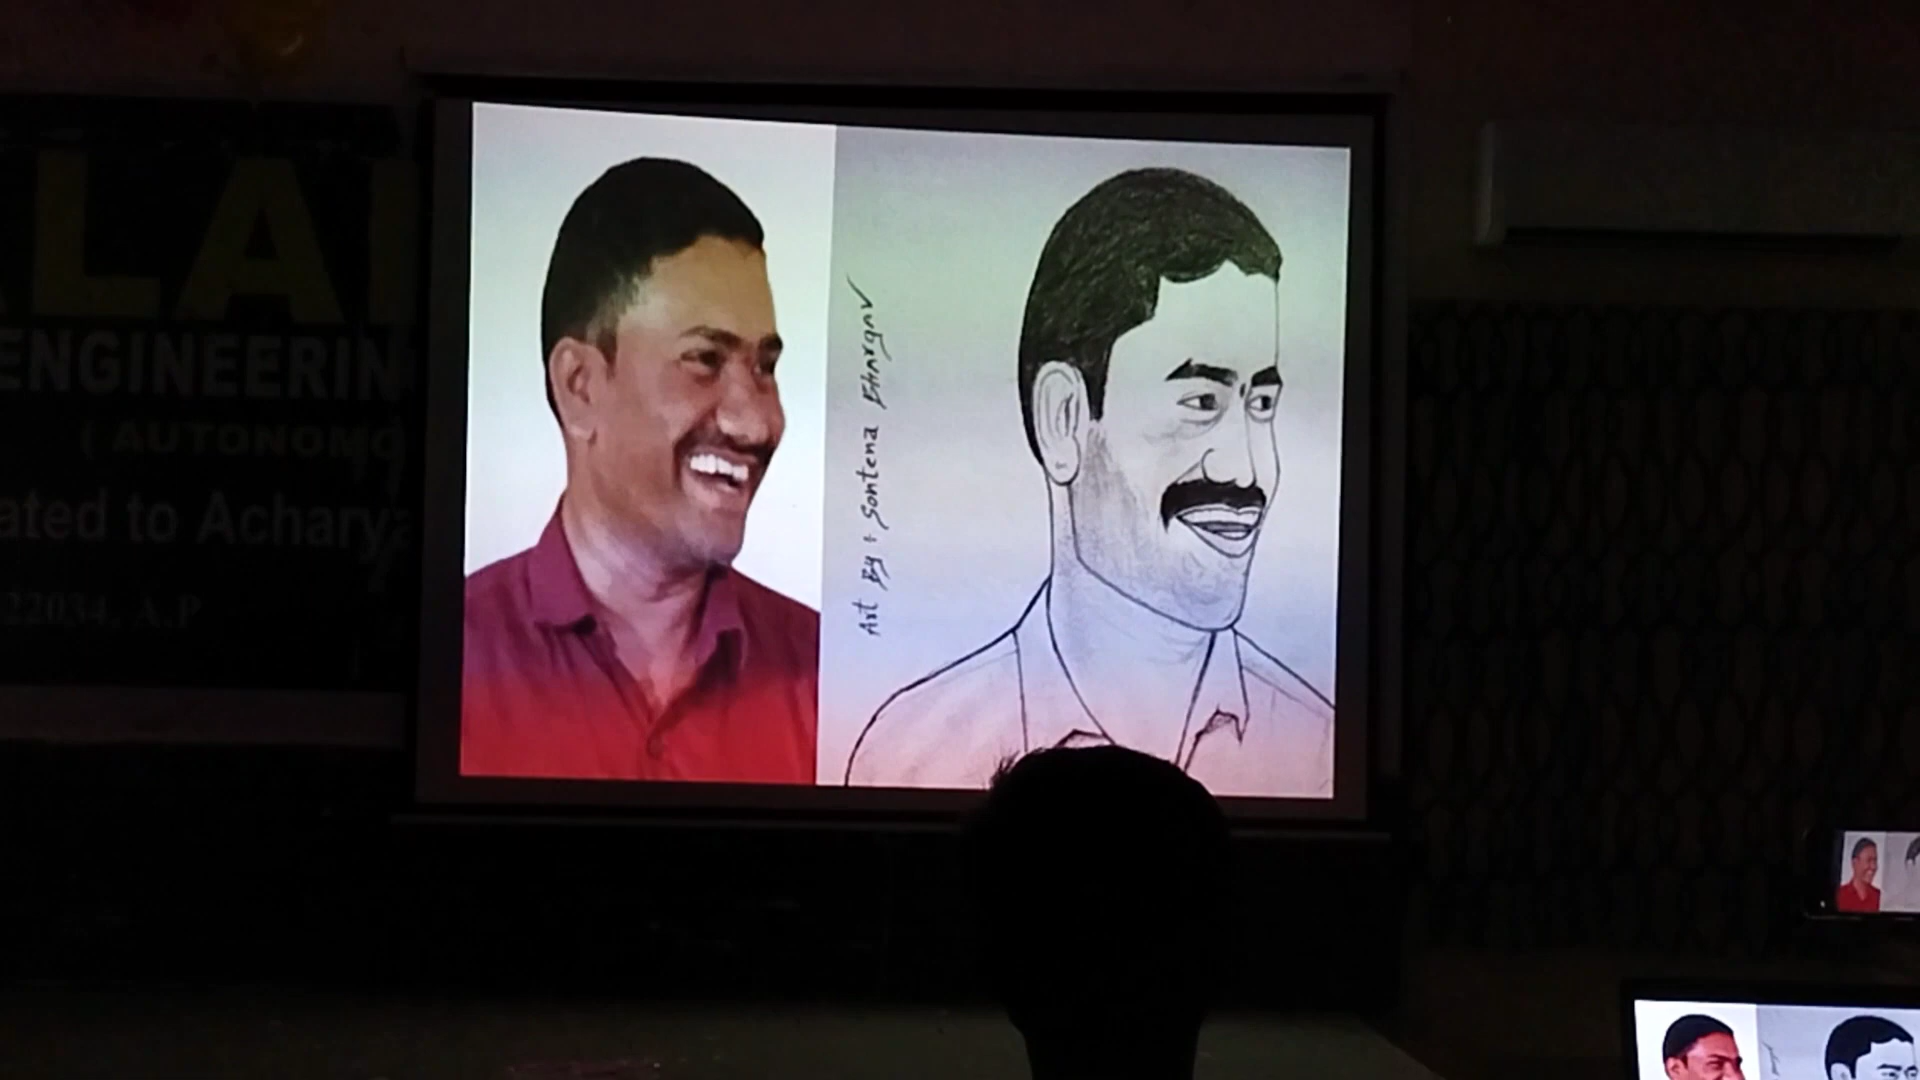 LA
ENGINEERIN
( AUTONOMO
ated to Acharya
22034, A.P
Art By : Sontena Bhargav